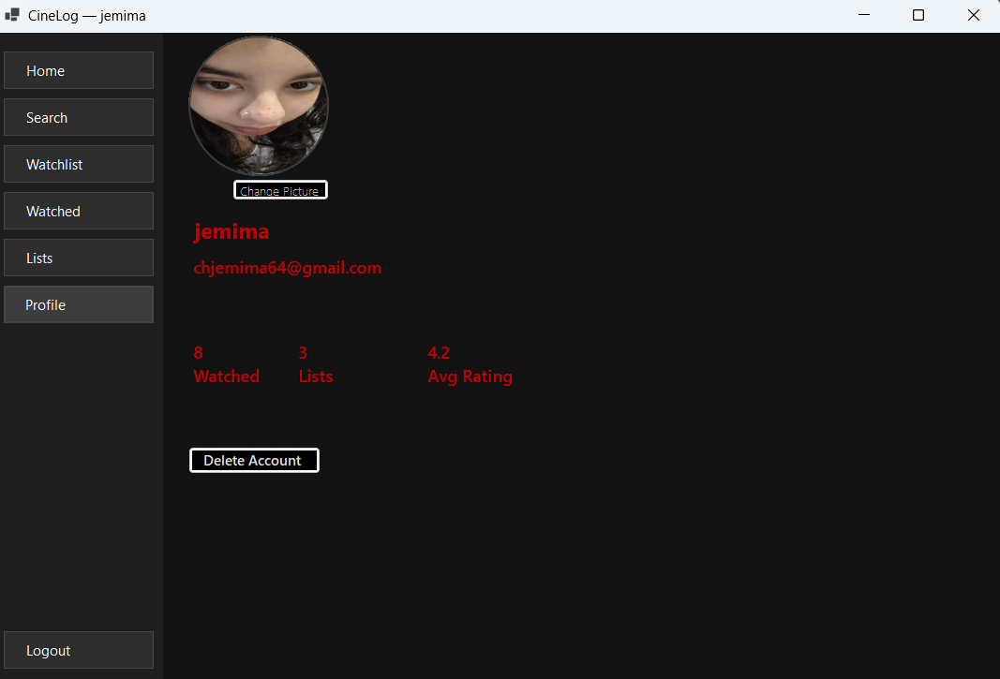 CineLog — jemima
Home
Search
Watchlist
Watched
Lists
Profile
Logout
Change Picture
jemima
chjemima64@gmail.com
8 3 4.2
Watched Lists Avg Rating
Delete Account